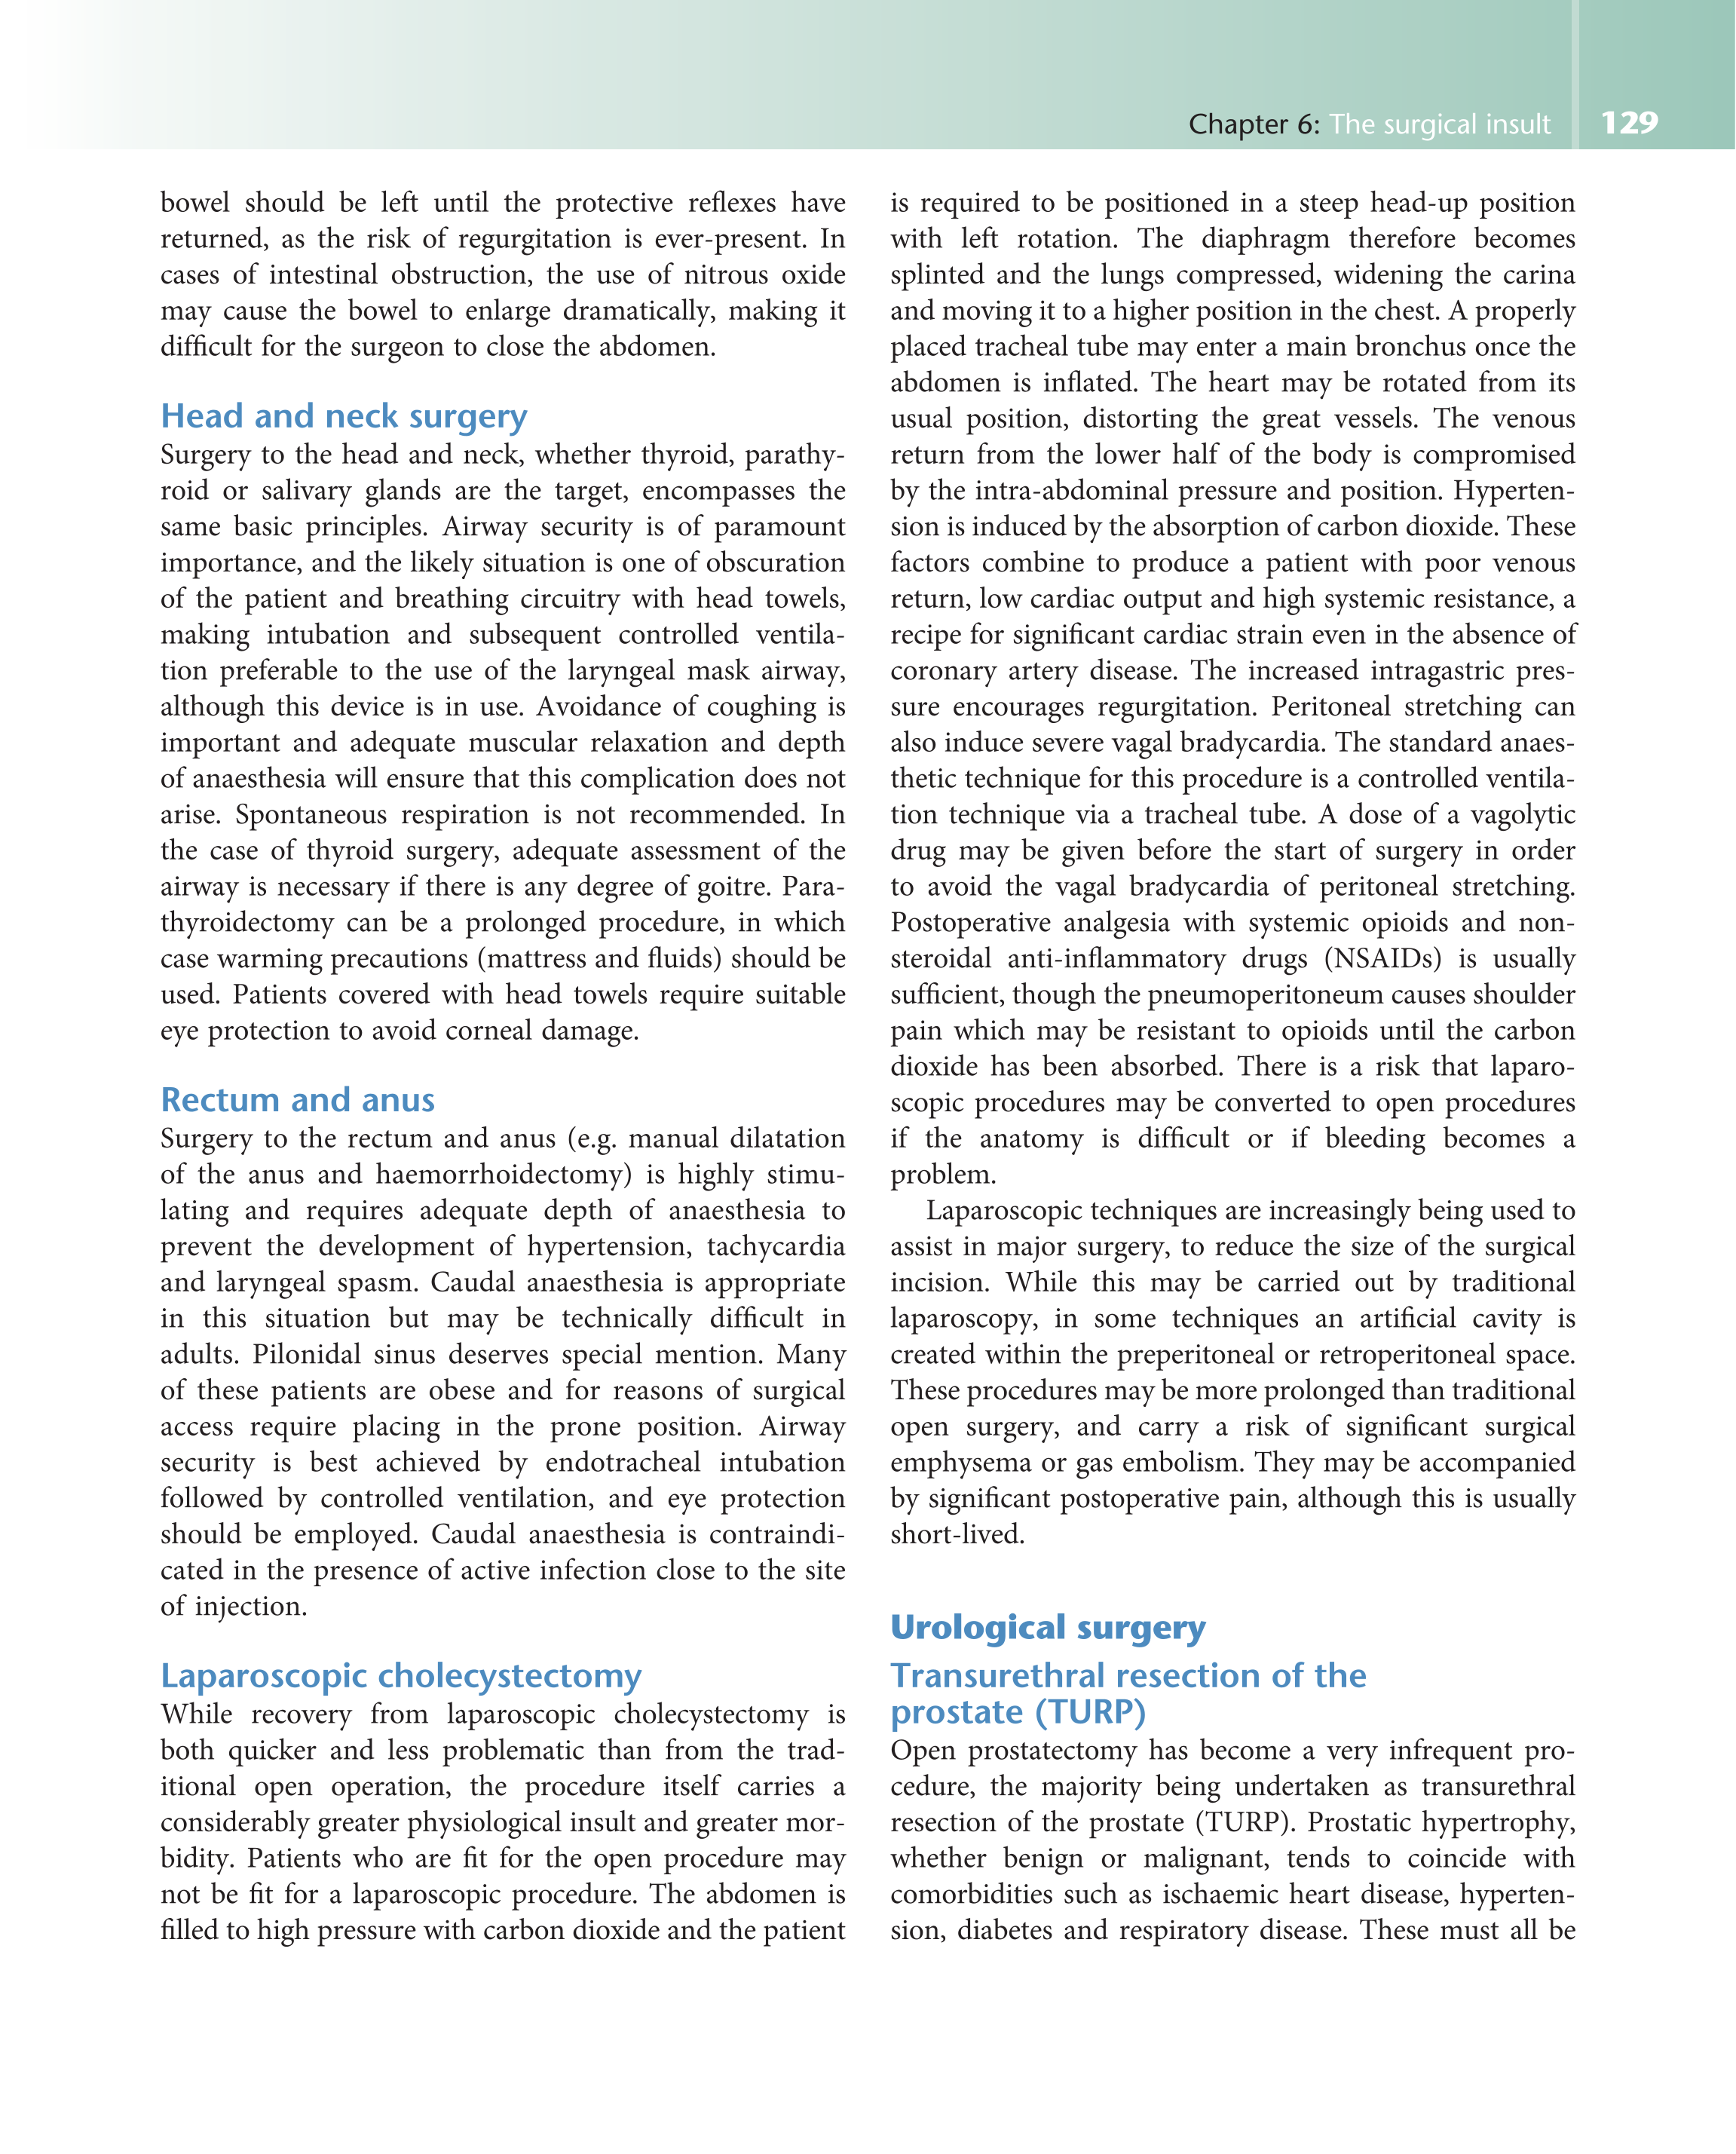 Chapter 6: The surgical insult 129
bowel should be left until the protective reflexes have
returned, as the risk of regurgitation is ever-present. In
cases of intestinal obstruction, the use of nitrous oxide
may cause the bowel to enlarge dramatically, making it
difficult for the surgeon to close the abdomen.
Head and neck surgery
Surgery to the head and neck, whether thyroid, parathy-
roid or salivary glands are the target, encompasses the
same basic principles. Airway security is of paramount
importance, and the likely situation is one of obscuration
of the patient and breathing circuitry with head towels,
making intubation and subsequent controlled ventila-
tion preferable to the use of the laryngeal mask airway,
although this device is in use. Avoidance of coughing is
important and adequate muscular relaxation and depth
of anaesthesia will ensure that this complication does not
arise. Spontaneous respiration is not recommended. In
the case of thyroid surgery, adequate assessment of the
airway is necessary if there is any degree of goitre. Para-
thyroidectomy can be a prolonged procedure, in which
case warming precautions (mattress and fluids) should be
used. Patients covered with head towels require suitable
eye protection to avoid corneal damage.
Rectum and anus
Surgery to the rectum and anus (e.g. manual dilatation
of the anus and haemorrhoidectomy) is highly stimu-
lating and requires adequate depth of anaesthesia to
prevent the development of hypertension, tachycardia
and laryngeal spasm. Caudal anaesthesia is appropriate
in this situation but may be technically difficult in
adults. Pilonidal sinus deserves special mention. Many
of these patients are obese and for reasons of surgical
access require placing in the prone position. Airway
security is best achieved by endotracheal intubation
followed by controlled ventilation, and eye protection
should be employed. Caudal anaesthesia is contraindi-
cated in the presence of active infection close to the site
of injection.
Laparoscopic cholecystectomy
While recovery from laparoscopic cholecystectomy is
both quicker and less problematic than from the trad-
itional open operation, the procedure itself carries a
considerably greater physiological insult and greater mor-
bidity. Patients who are fit for the open procedure may
not be fit for a laparoscopic procedure. The abdomen is
filled to high pressure with carbon dioxide and the patient
is required to be positioned in a steep head-up position
with left rotation. The diaphragm therefore becomes
splinted and the lungs compressed, widening the carina
and moving it to a higher position in the chest. A properly
placed tracheal tube may enter a main bronchus once the
abdomen is inflated. The heart may be rotated from its
usual position, distorting the great vessels. The venous
return from the lower half of the body is compromised
by the intra-abdominal pressure and position. Hyperten-
sion is induced by the absorption of carbon dioxide. These
factors combine to produce a patient with poor venous
return, low cardiac output and high systemic resistance, a
recipe for significant cardiac strain even in the absence of
coronary artery disease. The increased intragastric pres-
sure encourages regurgitation. Peritoneal stretching can
also induce severe vagal bradycardia. The standard anaes-
thetic technique for this procedure is a controlled ventila-
tion technique via a tracheal tube. A dose of a vagolytic
drug may be given before the start of surgery in order
to avoid the vagal bradycardia of peritoneal stretching.
Postoperative analgesia with systemic opioids and non-
steroidal anti-inflammatory drugs (NSAIDs) is usually
sufficient, though the pneumoperitoneum causes shoulder
pain which may be resistant to opioids until the carbon
dioxide has been absorbed. There is a risk that laparo-
scopic procedures may be converted to open procedures
if the anatomy is difficult or if bleeding becomes a
problem.
Laparoscopic techniques are increasingly being used to
assist in major surgery, to reduce the size of the surgical
incision. While this may be carried out by traditional
laparoscopy, in some techniques an artificial cavity is
created within the preperitoneal or retroperitoneal space.
These procedures may be more prolonged than traditional
open surgery, and carry a risk of significant surgical
emphysema or gas embolism. They may be accompanied
by significant postoperative pain, although this is usually
short-lived.
Urological surgery
Transurethral resection of the
prostate (TURP)
Open prostatectomy has become a very infrequent pro-
cedure, the majority being undertaken as transurethral
resection of the prostate (TURP). Prostatic hypertrophy,
whether benign or malignant, tends to coincide with
comorbidities such as ischaemic heart disease, hyperten-
sion, diabetes and respiratory disease. These must all be